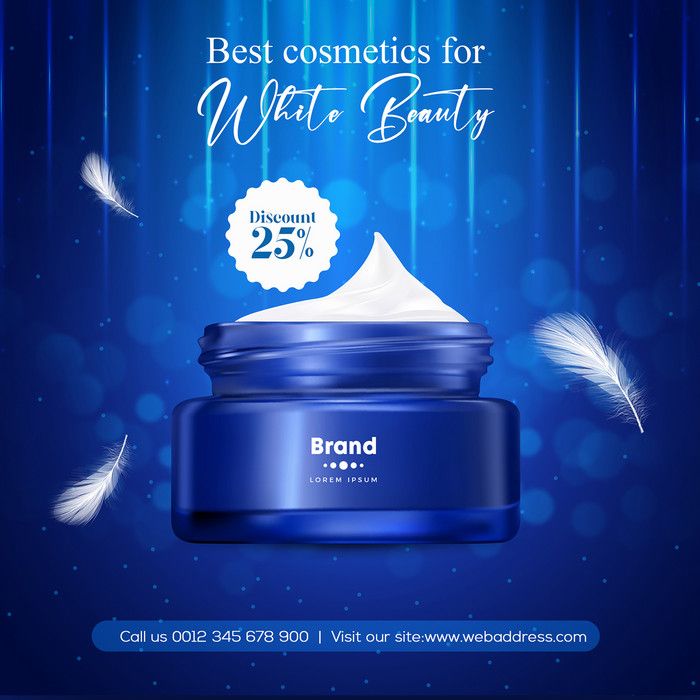 Best cosmetics for
White Beauty
Discount
25%
Brand
LOREM IPSUM
Call us 0012 345 678 900 | Visit our site:www.webaddress.com